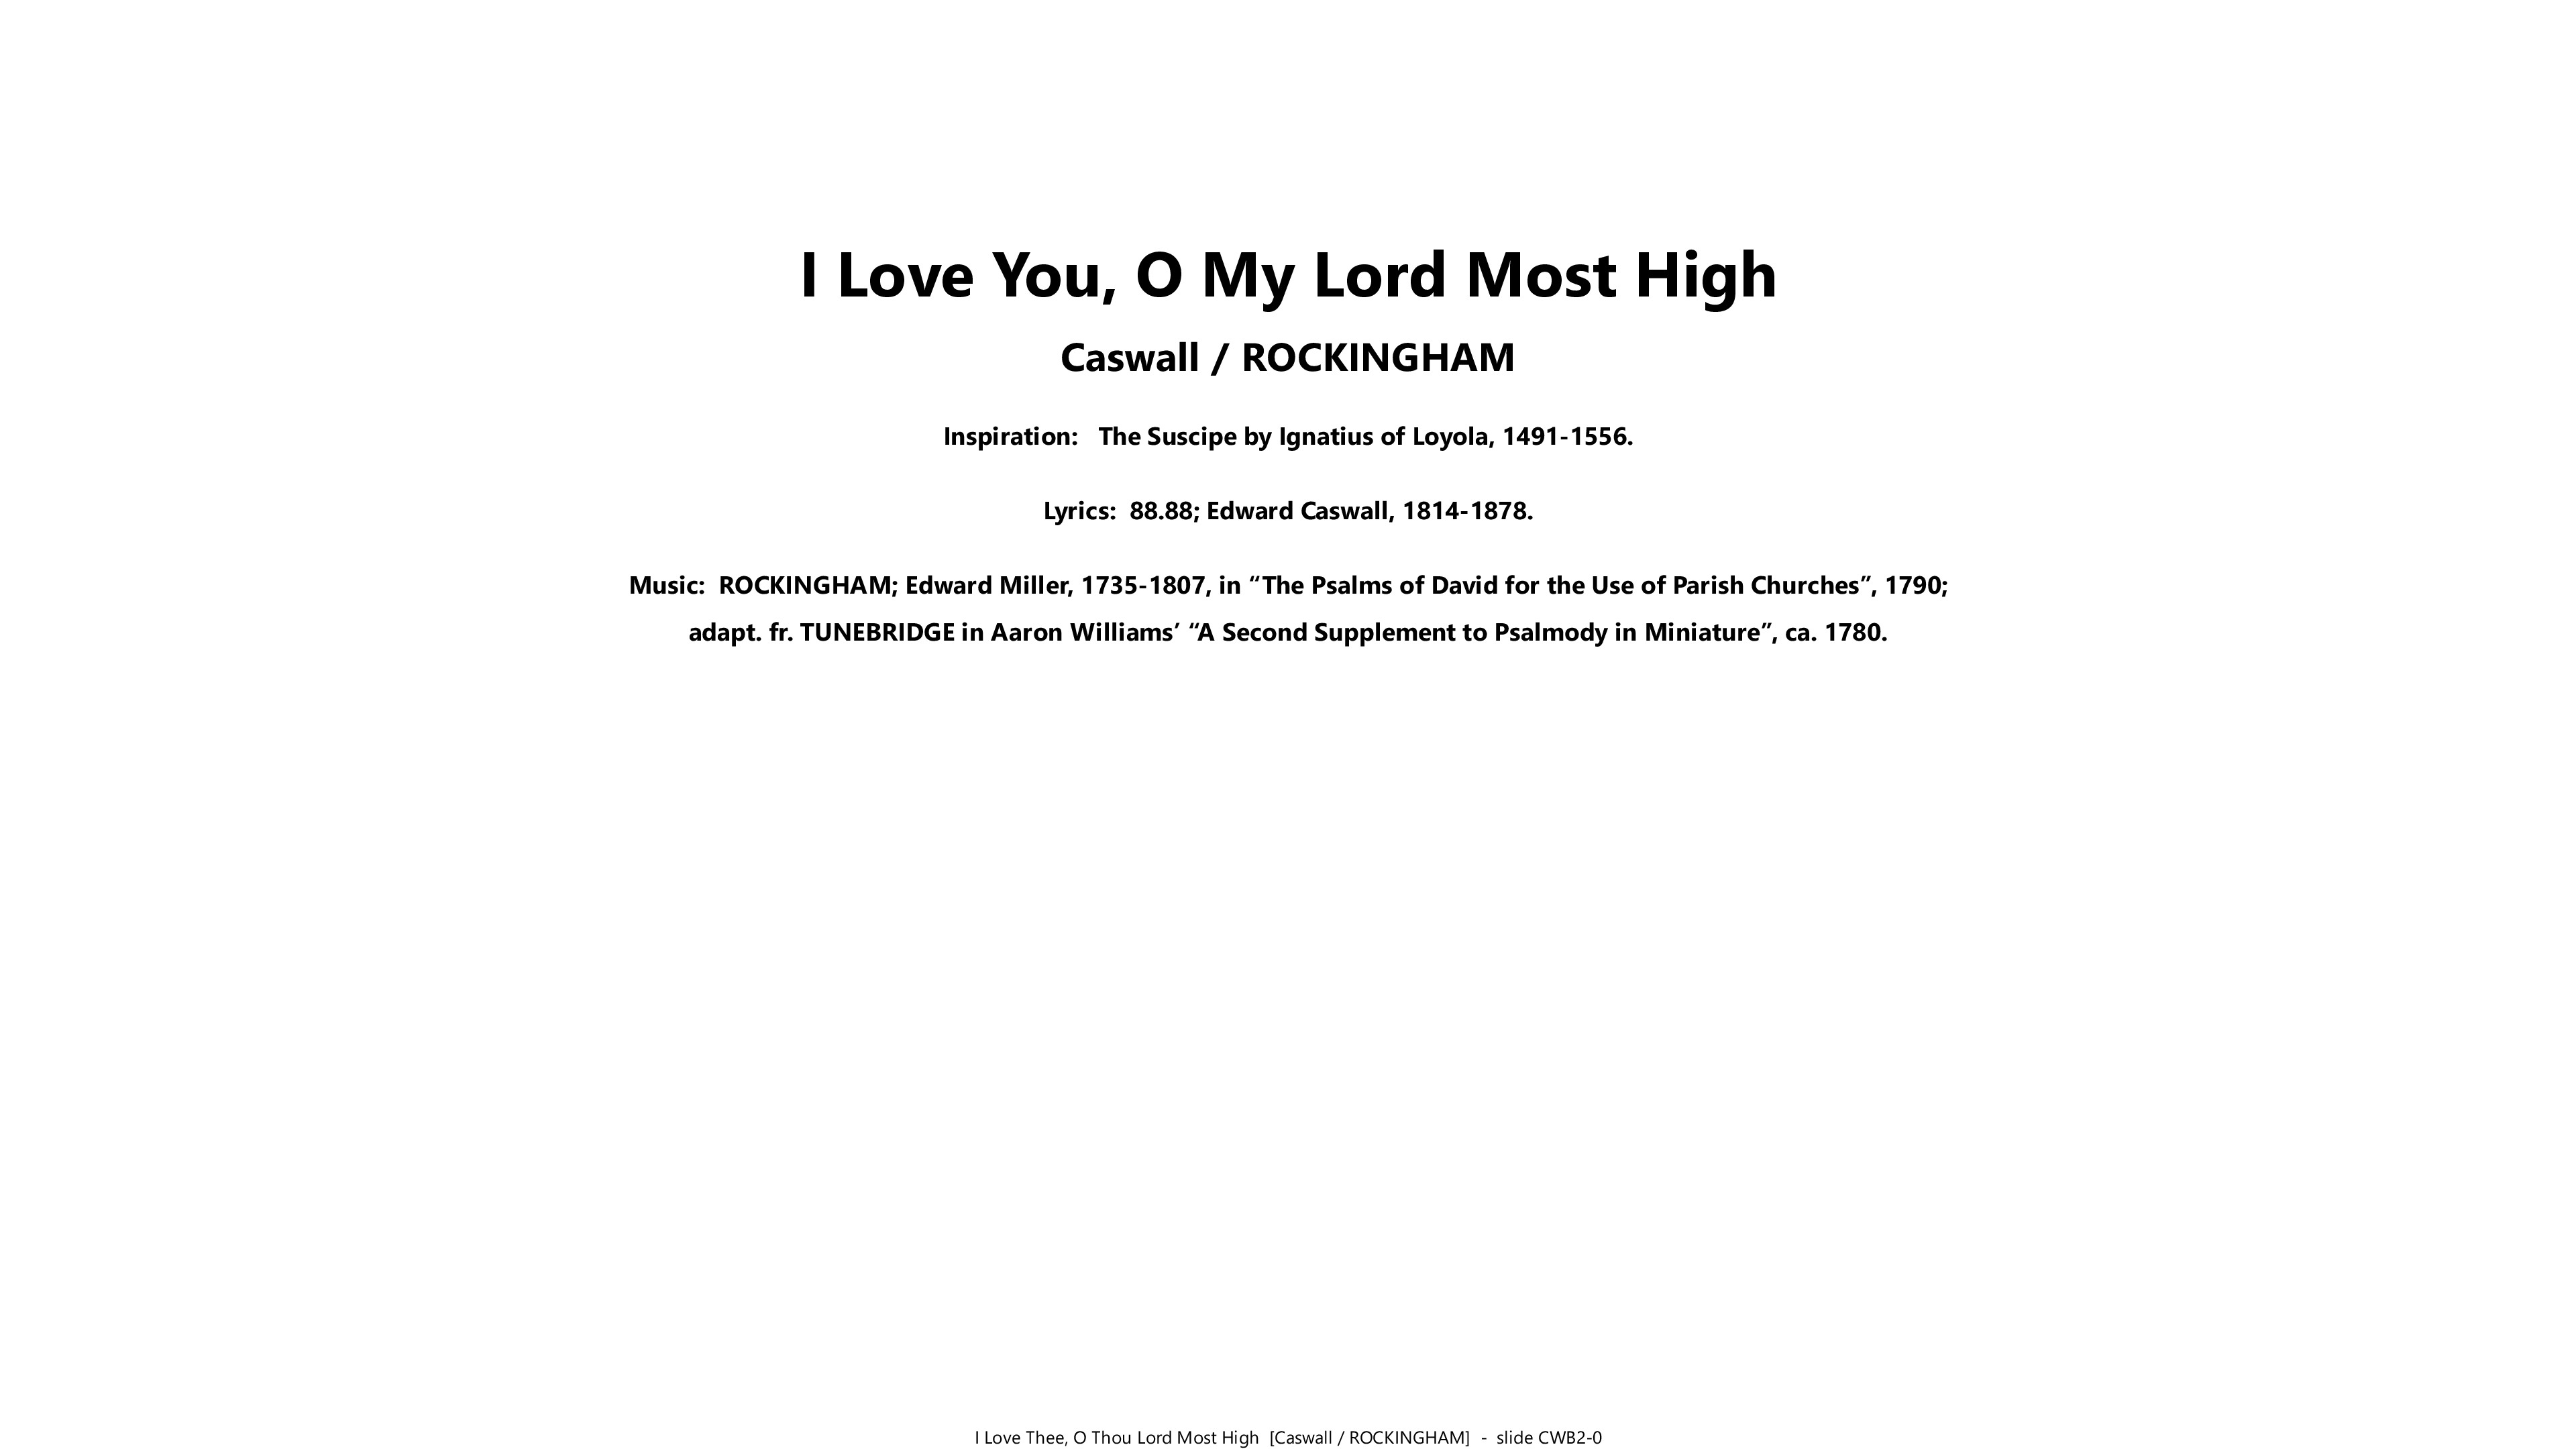 I Love You, O My Lord Most High
Caswall / ROCKINGHAM
Inspiration:   The Suscipe by Ignatius of Loyola, 1491-1556.
Lyrics:  88.88; Edward Caswall, 1814-1878.
Music:  ROCKINGHAM; Edward Miller, 1735-1807, in “The Psalms of David for the Use of Parish Churches”, 1790;
adapt. fr. TUNEBRIDGE in Aaron Williams’ “A Second Supplement to Psalmody in Miniature”, ca. 1780.
I Love Thee, O Thou Lord Most High  [Caswall / ROCKINGHAM]  -  slide CWB2-0